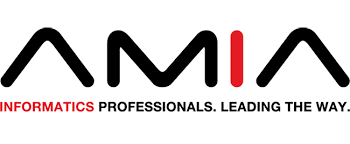 AMIA
INFORMATICS PROFESSIONALS. LEADING THE WAY.